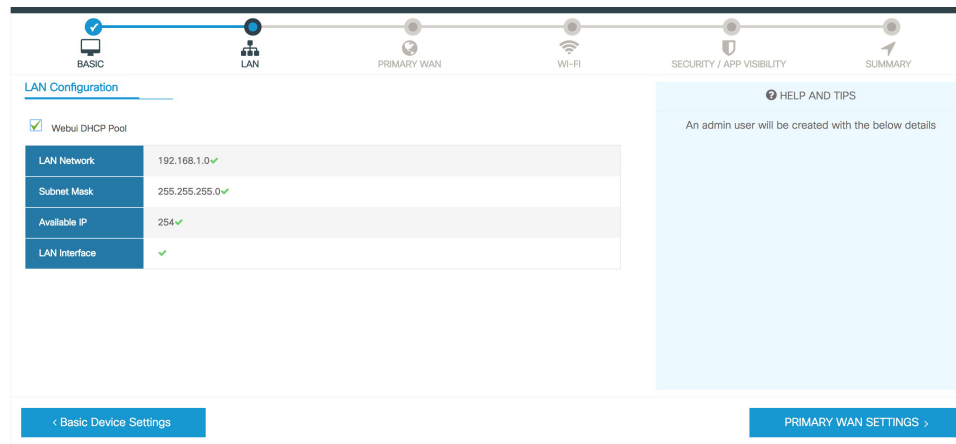 BASIC LAN PRIMARY WAN WI-FI SECURITY / APP VISIBILITY SUMMARY
LAN Configuration
Webui DHCP Pool
LAN Network 192.168.1.0
Subnet Mask 255.255.255.0
Available IP 254
LAN Interface
? HELP AND TIPS
An admin user will be created with the below details
< Basic Device Settings
PRIMARY WAN SETTINGS >